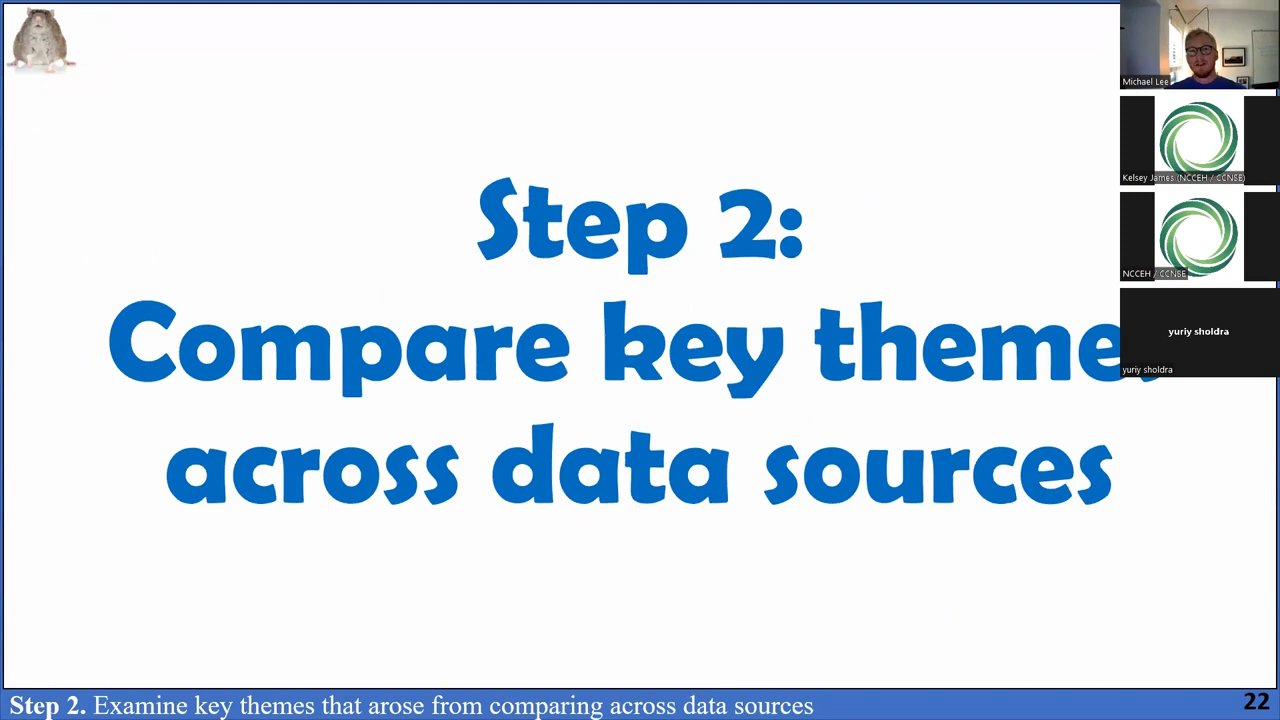 Step 2:
Compare key theme
across data sources
Step 2. Examine key themes that arose from comparing across data sources
22
Michael Lee
Kelsey James (NCCEH / CCNSE)
NCCEH / CCNSE
yuriy sholdra
yuriy sholdra